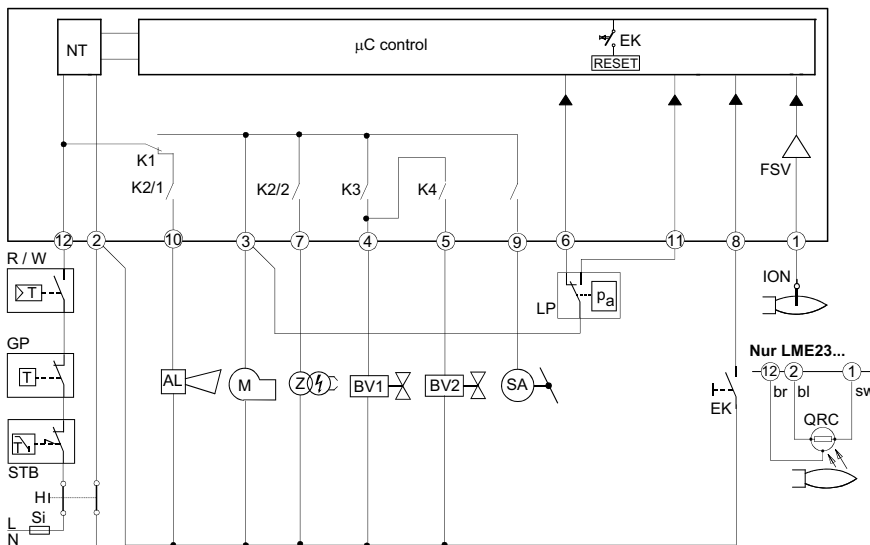 NT
μC control
EK
RESET
K1
K2/1
K2/2
K3
K4
FSV
12
2
10
3
7
4
5
9
6
11
8
1
R / W
T
LP
pa
ION
GP
T
AL
M
Z
BV1
BV2
SA
EK
Nur LME23...
12
2
1
br
bl
sw
QRC
T
STB
H
L
Si
N